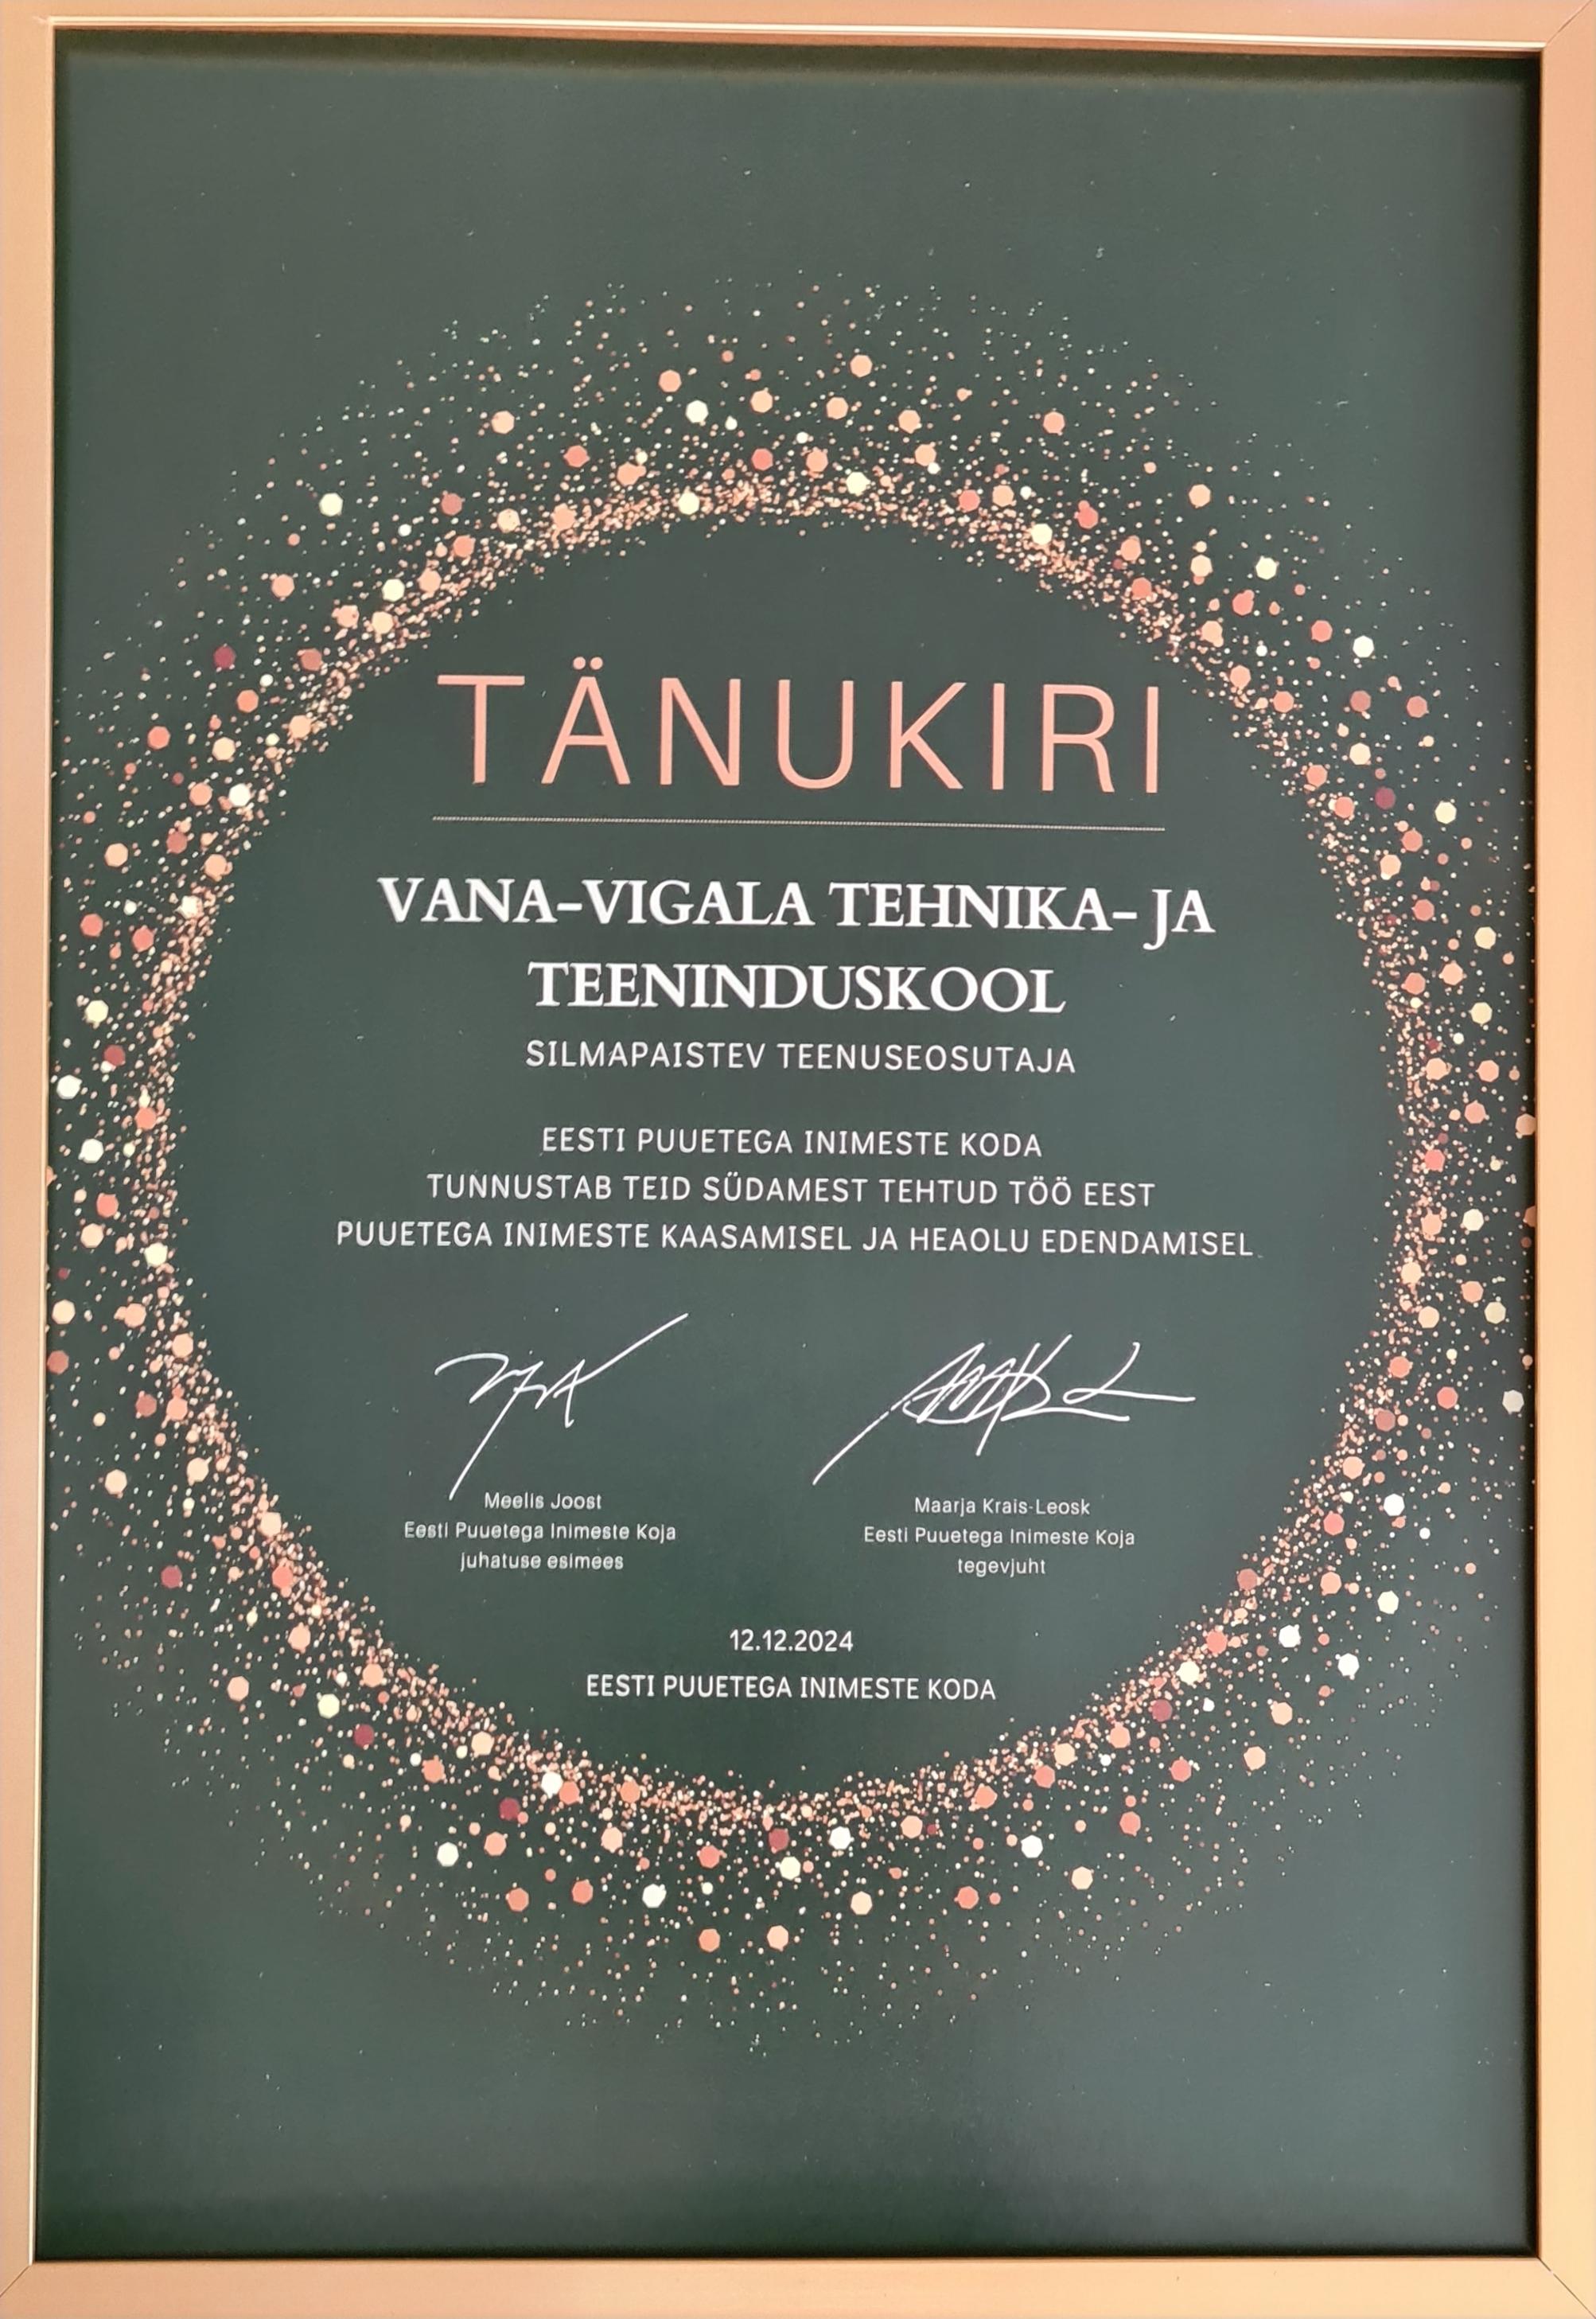 TÄNUKIRI
VANA-VIGALA TEHNIKA- JA
TEENINDUSKOOL
SILMAPAISTEV TEENUSEOSUTAJA
EESTI PUUETEGA INIMESTE KODA
TUNNUSTAB TEID SÜDAMEST TEHTUD TÖÖ EEST
PUUETEGA INIMESTE KAASAMISEL JA HEAOLU EDENDAMISEL
Meelis Joost
Eesti Puuetega Inimeste Koja
juhatuse esimees
Maarja Krais-Leosk
Eesti Puuetega Inimeste Koja
tegevjuht
12.12.2024
EESTI PUUETEGA INIMESTE KODA